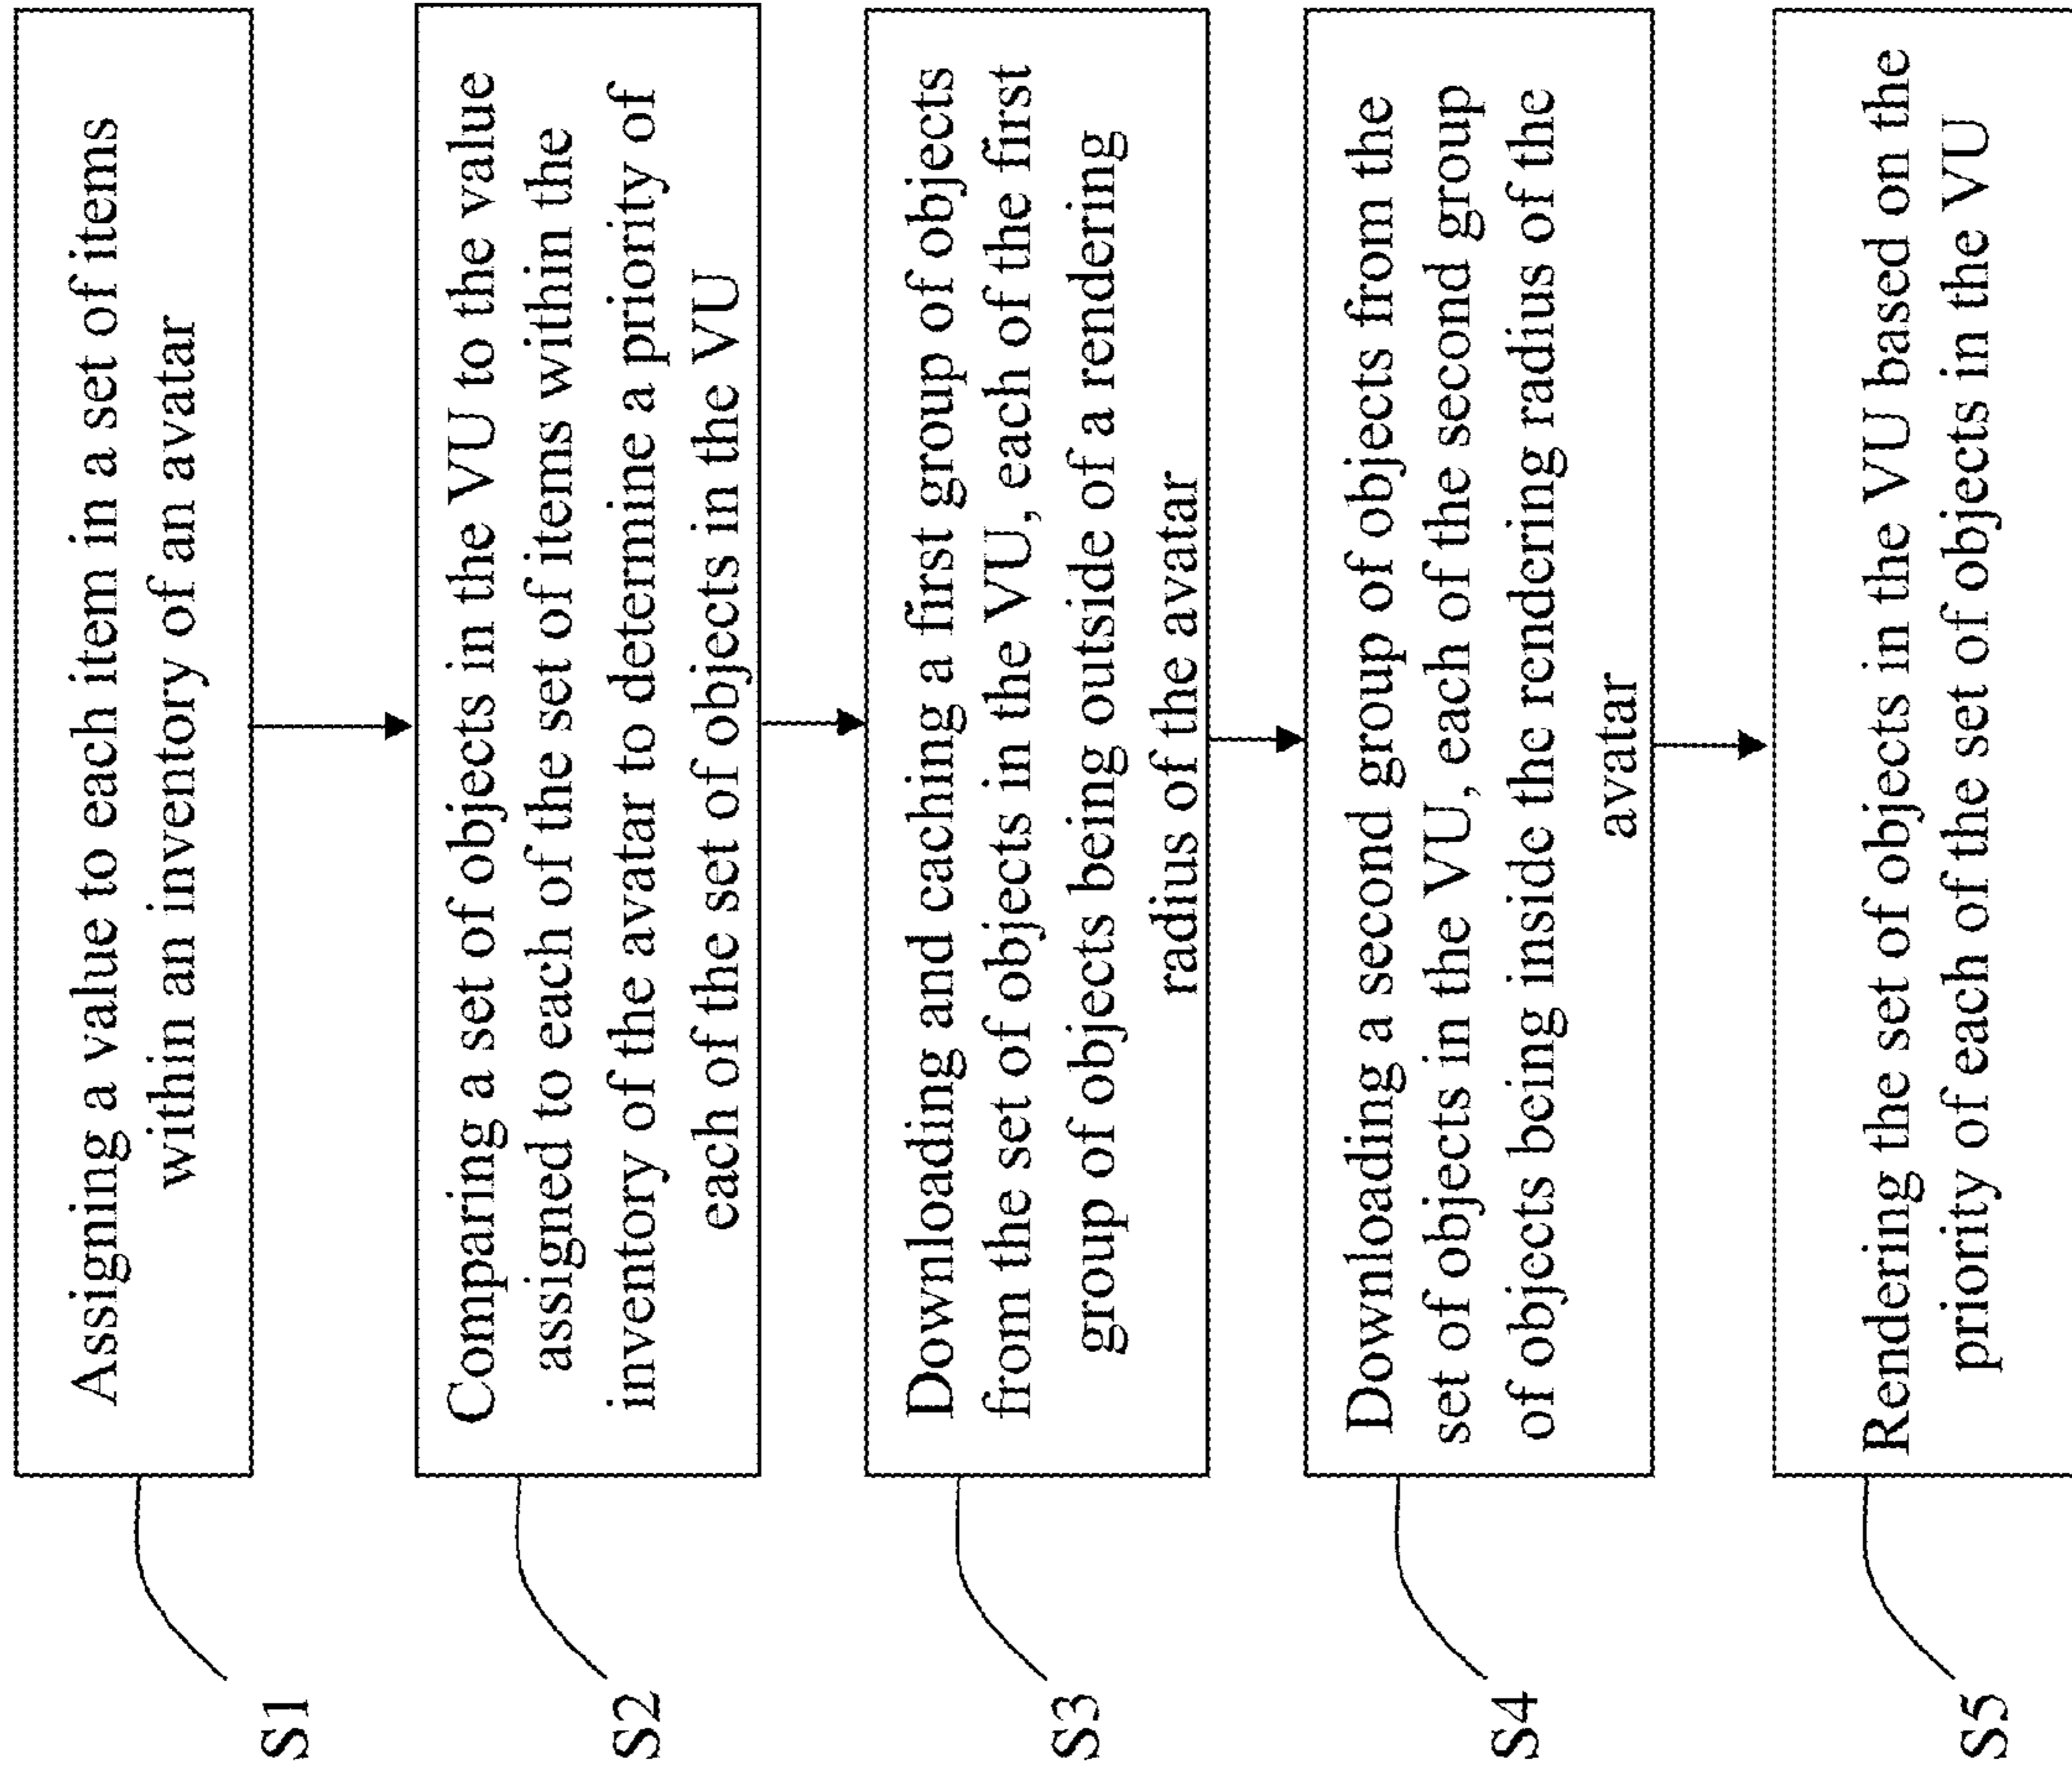 S1
Assigning a value to each item in a set of items
within an inventory of an avatar
S2
Comparing a set of objects in the VU to the value
assigned to each of the set of items within the
inventory of the avatar to determine a priority of
each of the set of objects in the VU
S3
Downloading and caching a first group of objects
from the set of objects in the VU, each of the first
group of objects being outside of a rendering
radius of the avatar
S4
Downloading a second group of objects from the
set of objects in the VU, each of the second group
of objects being inside the rendering radius of the
avatar
S5
Rendering the set of objects in the VU based on the
priority of each of the set of objects in the VU